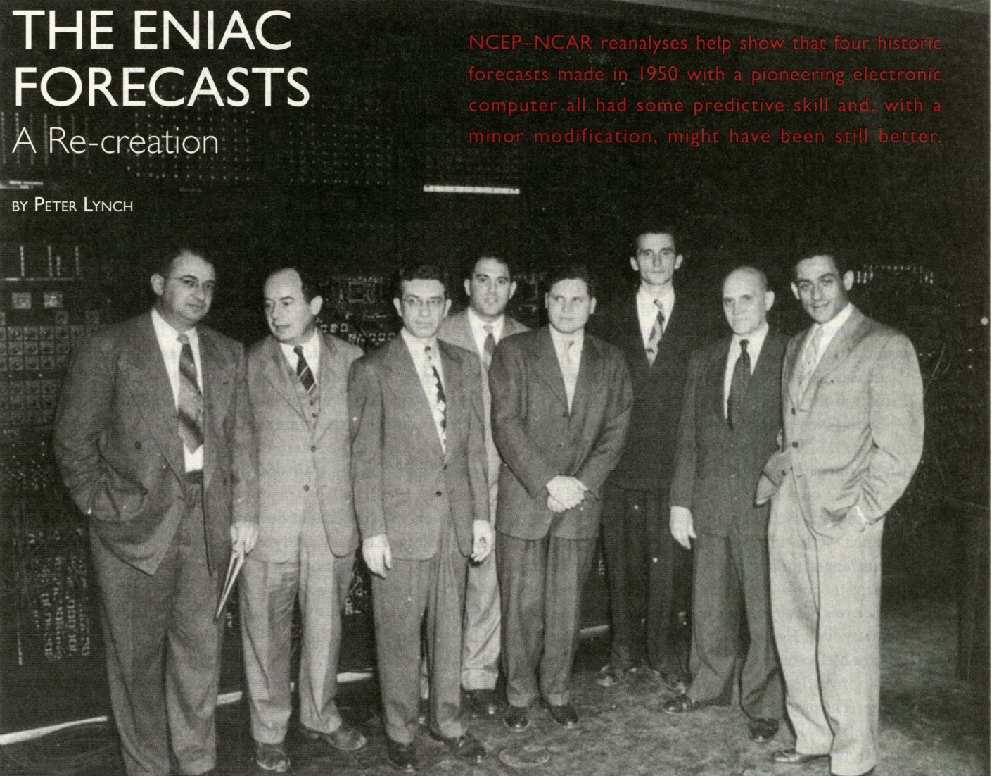 THE ENIAC
FORECASTS
A Re-creation
BY PETER LYNCH
NCEP–NCAR reanalyses help show that four historic
forecasts made in 1950 with a pioneering electronic
computer all had some predictive skill and, with a
minor modification, might have been still better.